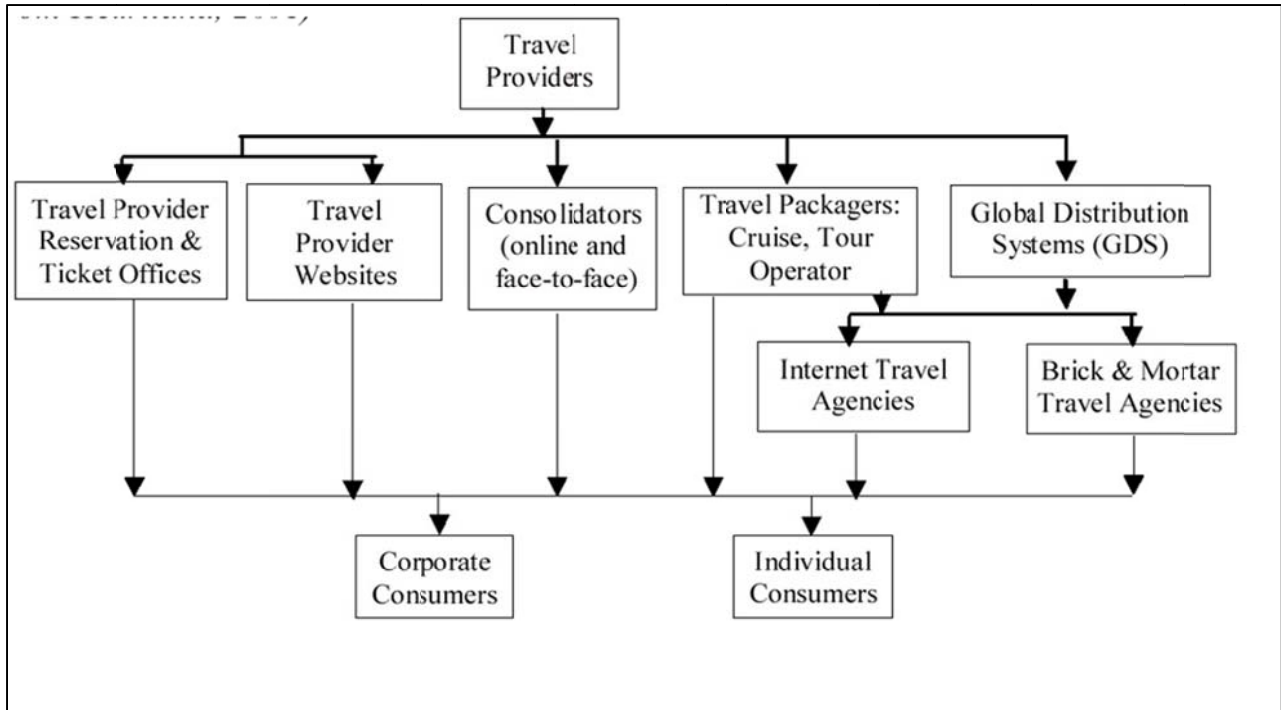 Travel
Providers
Travel Provider
Reservation &
Ticket Offices
Travel
Provider
Websites
Consolidators
(online and
face-to-face)
Travel Packagers:
Cruise, Tour
Operator
Global Distribution
Systems (GDS)
Internet Travel
Agencies
Brick & Mortar
Travel Agencies
Corporate
Consumers
Individual
Consumers